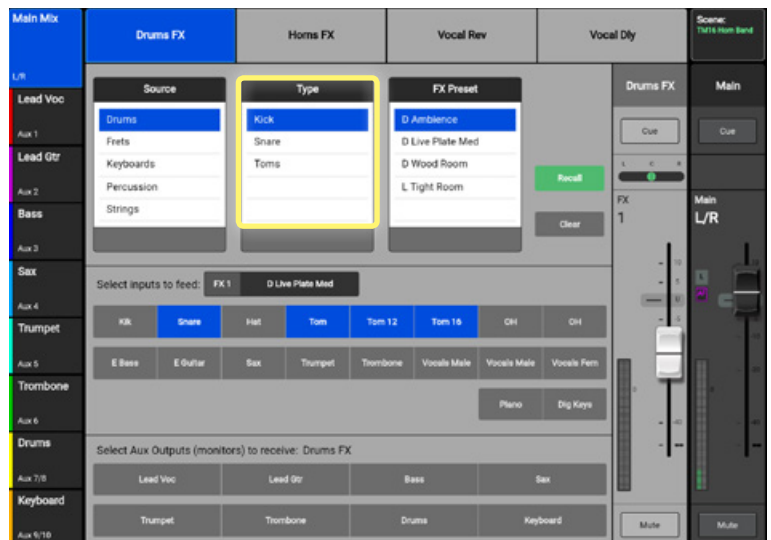 Main Mix
L/R
Drums FX
Horns FX
Vocal Rev
Vocal Dly
Scene:
TM16 Horn Band
Lead Voc
Aux 1
Lead Gtr
Aux 2
Bass
Aux 3
Sax
Aux 4
Trumpet
Aux 5
Trombone
Aux 6
Drums
Aux 7/8
Keyboard
Aux 9/10
Source
Drums
Frets
Keyboards
Percussion
Strings
Type
Kick
Snare
Toms
FX Preset
D Ambience
D Live Plate Med
D Wood Room
L Tight Room
Recall
Clear
Select inputs to feed: FX 1 D Live Plate Med
Kik Snare Hat Tom Tom 12 Tom 16 OH OH
E Bass E Guitar Sax Trumpet Trombone Vocals Male Vocals Male Vocals Fem
Piano Dig Keys
Select Aux Outputs (monitors) to receive: Drums FX
Lead Voc Lead Gtr Bass Sax
Trumpet Trombone Drums Keyboard
Drums FX
Cue
L C R
FX
1
10
5
U
-5
-40
Mute
Main
Cue
Main
L/R
L
Mute